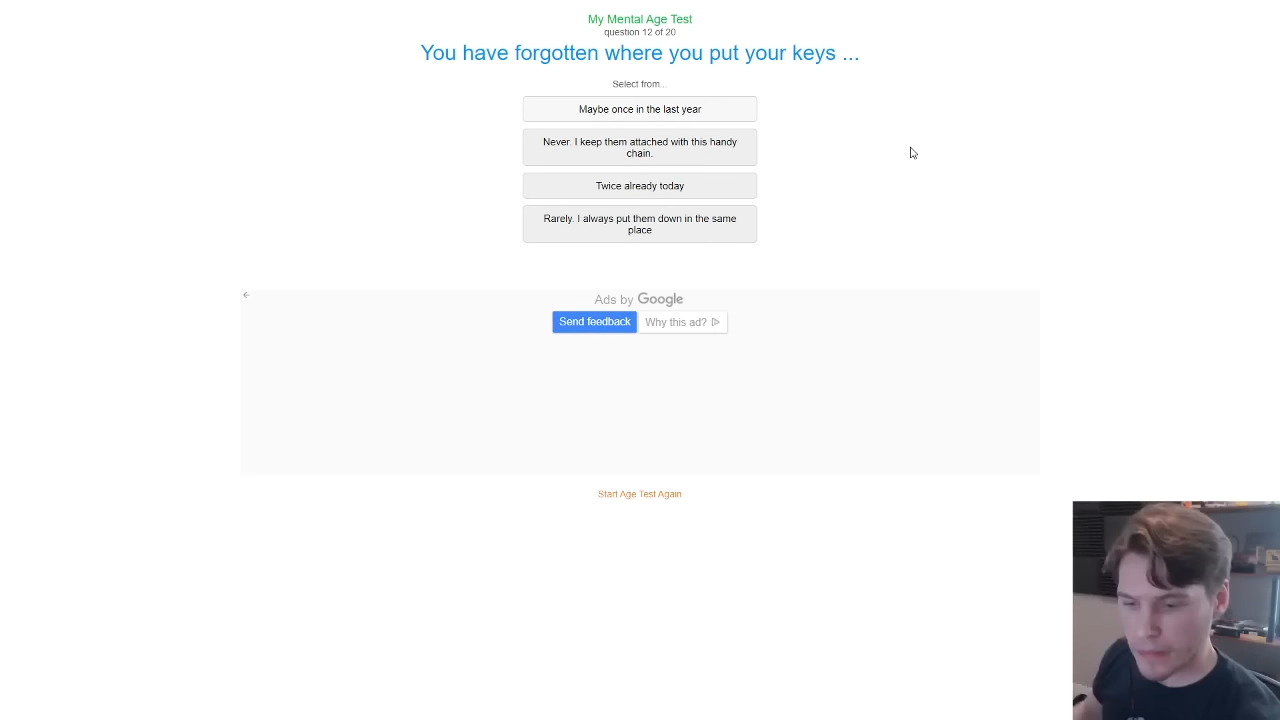 My Mental Age Test
question 12 of 20
You have forgotten where you put your keys ...
Select from...
Maybe once in the last year
Never. I keep them attached with this handy
chain.
Twice already today
Rarely. I always put them down in the same
place
Ads by Google
Send feedback
Why this ad?
Start Age Test Again